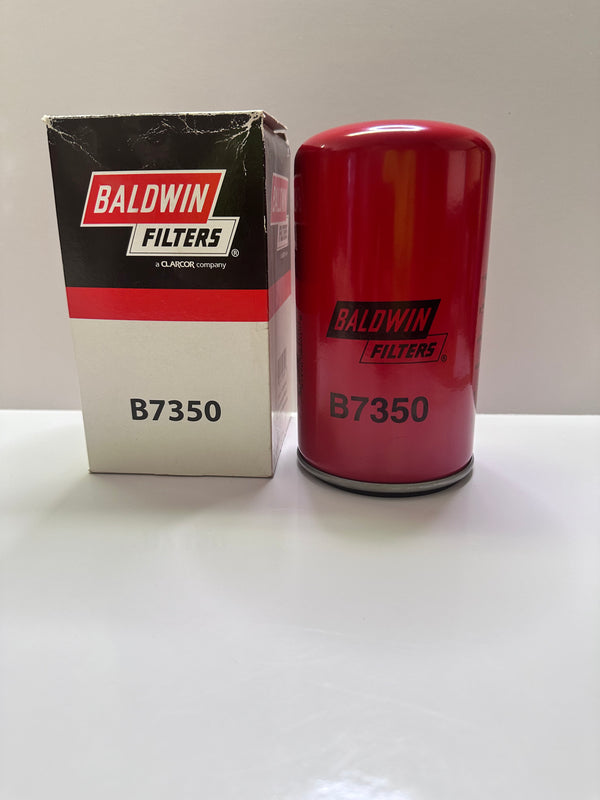 BALDWIN
FILTERS®
a CLARCOR company
B7350
BALDWIN
FILTERS®
B7350